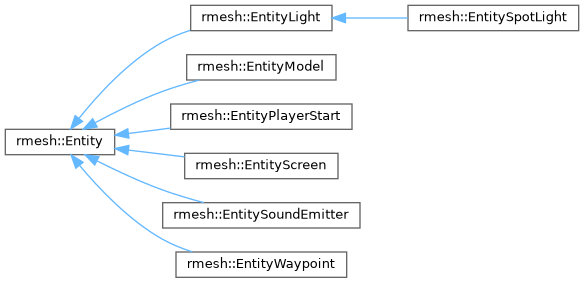 rmesh::EntityLight
rmesh::EntitySpotLight
rmesh::EntityModel
rmesh::EntityPlayerStart
rmesh::Entity
rmesh::EntityScreen
rmesh::EntitySoundEmitter
rmesh::EntityWaypoint